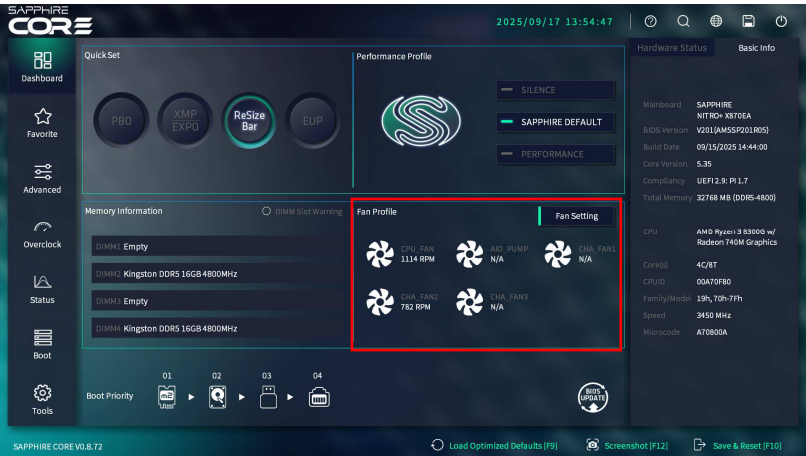 SAPPHIRE
CORE
2025/09/17 13:54:47
Dashboard
Favorite
Advanced
Overclock
Status
Boot
Tools
Quick Set
PBO
XMP
EXPO
ReSize
Bar
EUP
Performance Profile
SILENCE
SAPPHIRE DEFAULT
PERFORMANCE
Memory Information
DIMM Slot Warning
DIMM1 Empty
DIMM2 Kingston DDR5 16GB 4800MHz
DIMM3 Empty
DIMM4 Kingston DDR5 16GB 4800MHz
Fan Profile
Fan Setting
CPU_FAN
1114 RPM
AIO_PUMP
N/A
CHA_FAN1
N/A
CHA_FAN2
782 RPM
CHA_FAN3
N/A
Boot Priority
01
02
03
04
m2
BIOS
UPDATE
Hardware Status
Basic Info
Mainboard SAPPHIRE
NITRO+ X870EA
BIOS Version V201(AM5SP201R05)
Build Date 09/15/2025 14:44:00
Core Version 5.35
Compliancy UEFI 2.9: PI 1.7
Total Memory 32768 MB (DDR5-4800)
CPU AMD Ryzen 3 8300G w/
Radeon 740M Graphics
Core(s) 4C/8T
CPUID 00A70F80
Family/Model 19h, 70h-7Fh
Speed 3450 MHz
Microcode A70800A
SAPPHIRE CORE V0.8.72
Load Optimized Defaults [F9]
Screenshot [F12]
Save & Reset [F10]